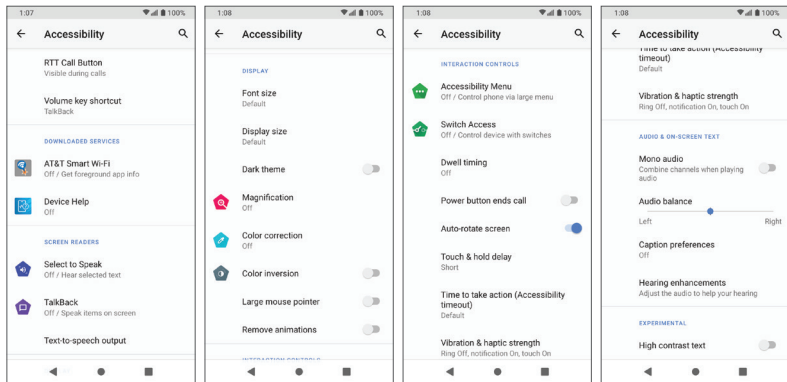 1:07
100%
Accessibility
RTT Call Button
Visible during calls
Volume key shortcut
TalkBack
DOWNLOADED SERVICES
AT&T Smart Wi-Fi
Off / Get foreground app info
Device Help
Off
SCREEN READERS
Select to Speak
Off / Hear selected text
TalkBack
Off / Speak items on screen
Text-to-speech output
1:08
100%
Accessibility
DISPLAY
Font size
Default
Display size
Default
Dark theme
Magnification
Off
Color correction
Off
Color inversion
Large mouse pointer
Remove animations
INTERACTION CONTROLS
1:08
100%
Accessibility
INTERACTION CONTROLS
Accessibility Menu
Off / Control phone via large menu
Switch Access
Off / Control device with switches
Dwell timing
Off
Power button ends call
Auto-rotate screen
Touch & hold delay
Short
Time to take action (Accessibility
timeout)
Default
Vibration & haptic strength
Ring Off, notification On, touch On
1:08
100%
Accessibility
Time to take action (Accessibility
timeout)
Default
Vibration & haptic strength
Ring Off, notification On, touch On
AUDIO & ON-SCREEN TEXT
Mono audio
Combine channels when playing
audio
Audio balance
Left Right
Caption preferences
Off
Hearing enhancements
Adjust the audio to help your hearing
EXPERIMENTAL
High contrast text